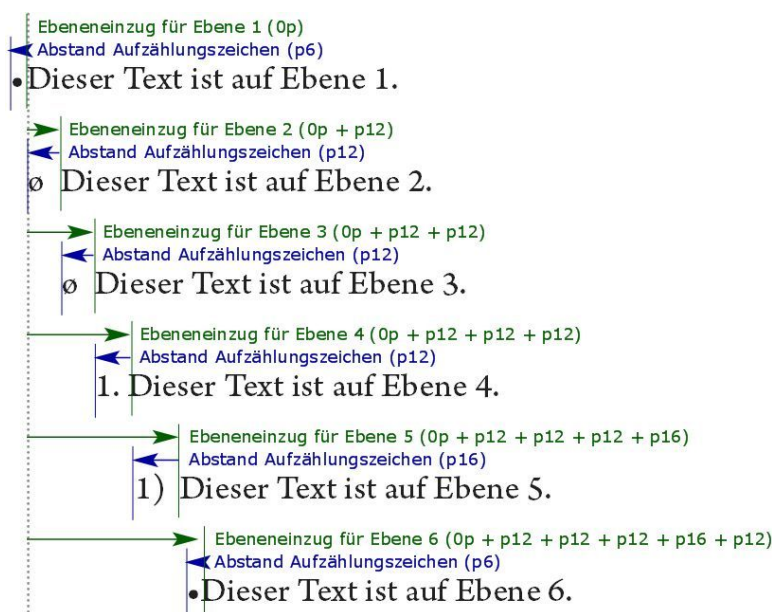 Ebeneneinzug für Ebene 1 (0p)
Abstand Aufzählungszeichen (p6)
•Dieser Text ist auf Ebene 1.
Ebeneneinzug für Ebene 2 (0p + p12)
Abstand Aufzählungszeichen (p12)
ø Dieser Text ist auf Ebene 2.
Ebeneneinzug für Ebene 3 (0p + p12 + p12)
Abstand Aufzählungszeichen (p12)
ø Dieser Text ist auf Ebene 3.
Ebeneneinzug für Ebene 4 (0p + p12 + p12 + p12)
Abstand Aufzählungszeichen (p12)
1. Dieser Text ist auf Ebene 4.
Ebeneneinzug für Ebene 5 (0p + p12 + p12 + p12 + p16)
Abstand Aufzählungszeichen (p16)
1) Dieser Text ist auf Ebene 5.
Ebeneneinzug für Ebene 6 (0p + p12 + p12 + p12 + p16 + p12)
Abstand Aufzählungszeichen (p6)
•Dieser Text ist auf Ebene 6.